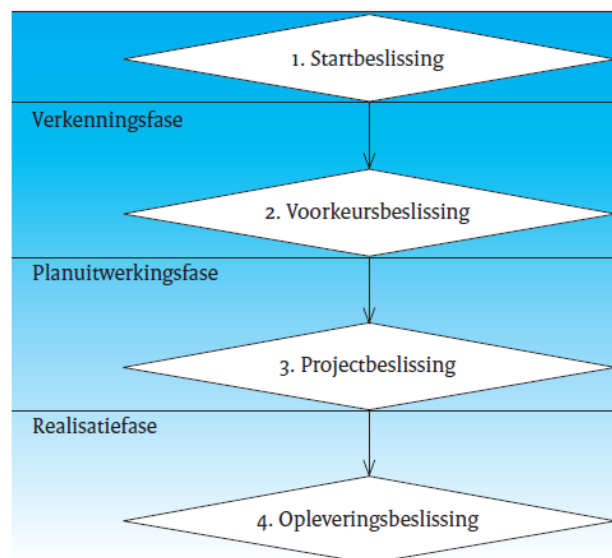 1. Startbeslissing
Verkenningsfase
2. Voorkeursbeslissing
Planuitwerkingsfase
3. Projectbeslissing
Realisatiefase
4. Opleveringsbeslissing